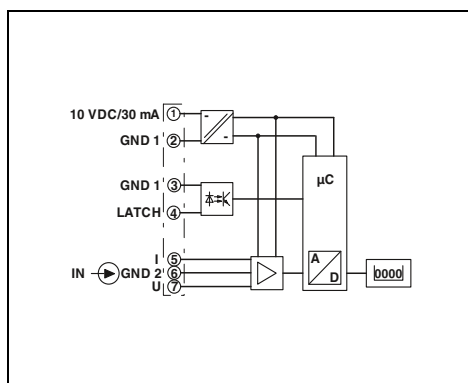 10 VDC/30 mA 1
GND 1 2
GND 1 3
LATCH 4
µC
I 5
IN GND 2 6
U 7
A
D
0000